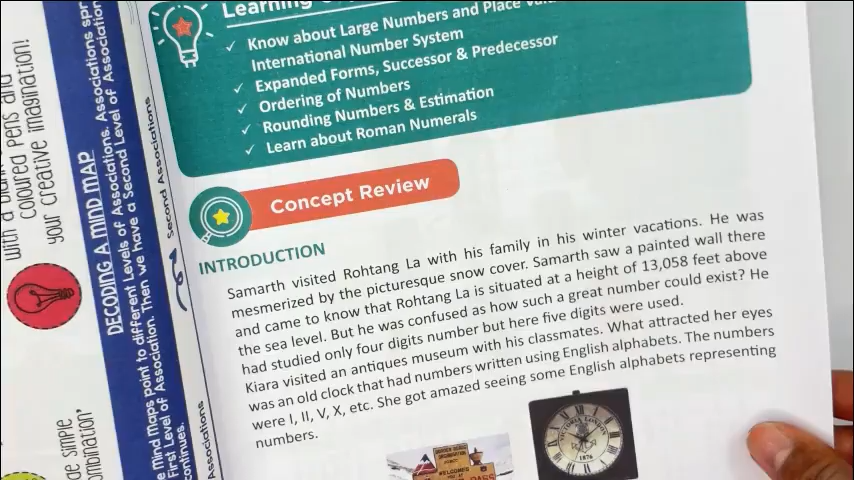 Learning
✓ Know about Large Numbers and Place
International Number System
✓ Expanded Forms, Successor & Predecessor
✓ Ordering of Numbers
✓ Rounding Numbers & Estimation
✓ Learn about Roman Numerals
Concept Review
INTRODUCTION
Samarth visited Rohtang La with his family in his winter vacations. He was
mesmerized by the picturesque snow cover. Samarth saw a painted wall there
and came to know that Rohtang La is situated at a height of 13,058 feet above
the sea level. But he was confused as how such a great number could exist? He
had studied only four digits number but here five digits were used.
Kiara visited an antiques museum with his classmates. What attracted her eyes
was an old clock that had numbers written using English alphabets. The numbers
were I, II, V, X, etc. She got amazed seeing some English alphabets representing
numbers.
coloured pens and
your creative imagination!
DECODING A MIND MAP
Mind Maps point to different Levels of Associations. Associations
First Level of Association. Then we have a Second Level of Association
continues.
Second Associations
Associations
simple
WELCOMES
PASS
VICTORIA LONDON
1876